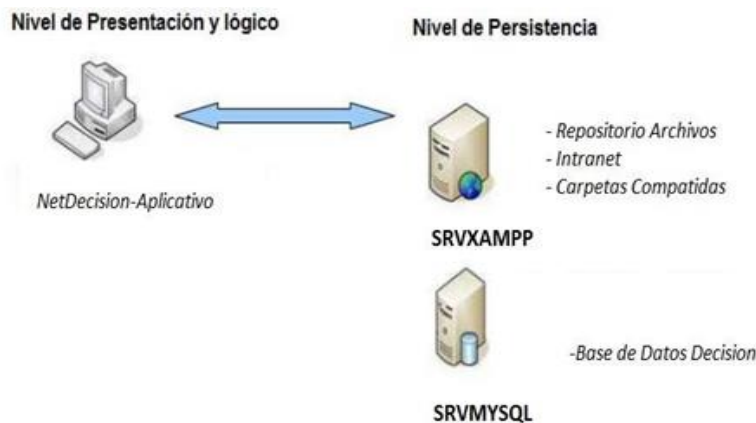 Nivel de Presentación y lógico
Nivel de Persistencia
NetDecision-Aplicativo
- Repositorio Archivos
- Intranet
- Carpetas Compatidas
SRVXAMPP
-Base de Datos Decision
SRVMYSQL